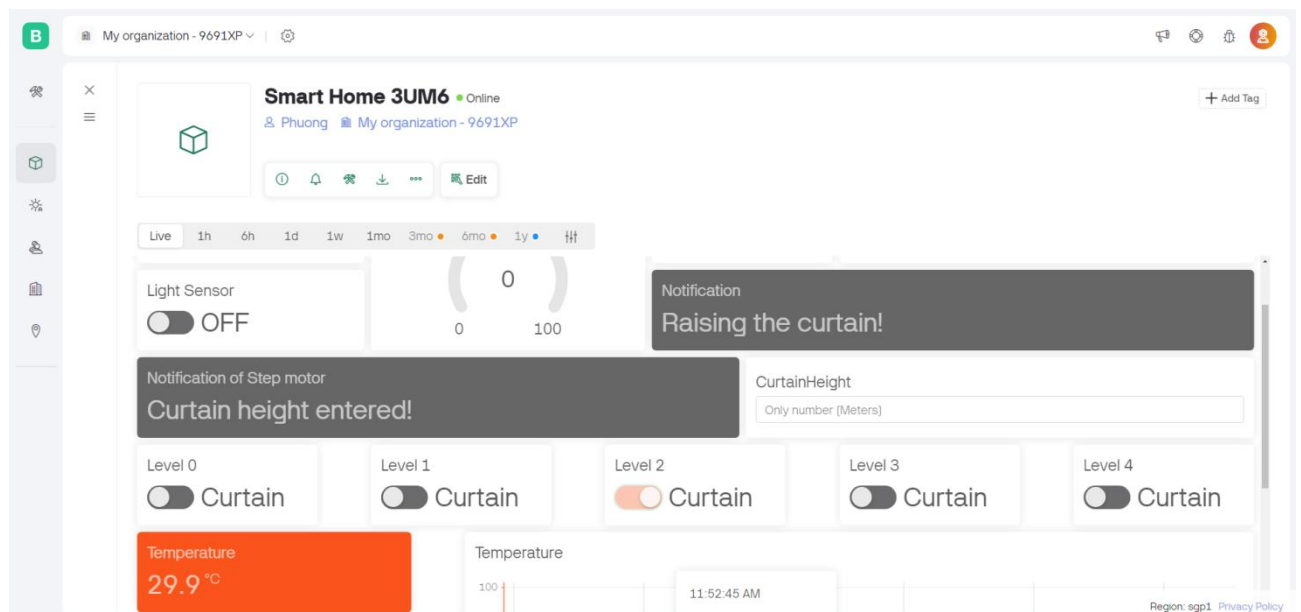 B
My organization - 9691XP
Smart Home 3UM6 Online
Phuong My organization - 9691XP
Add Tag
Edit
Live 1h 6h 1d 1w 1mo 3mo 6mo 1y
Light Sensor
OFF
0
0 100
Notification
Raising the curtain!
Notification of Step motor
Curtain height entered!
CurtainHeight
Only number (Meters)
Level 0
Curtain
Level 1
Curtain
Level 2
Curtain
Level 3
Curtain
Level 4
Curtain
Temperature
29.9 °C
Temperature
100
11:52:45 AM
Region: sgp1 Privacy Policy